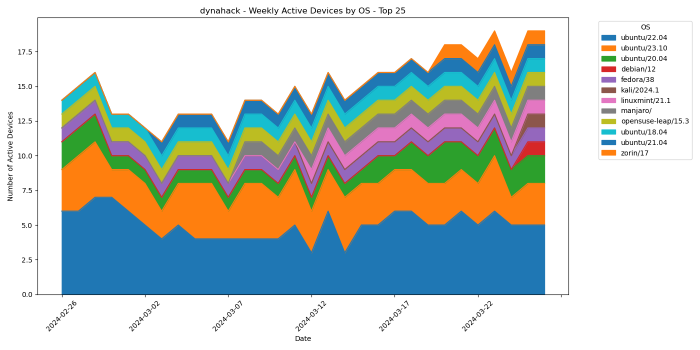 dynahack - Weekly Active Devices by OS - Top 25
OS
ubuntu/22.04
ubuntu/23.10
ubuntu/20.04
debian/12
fedora/38
kali/2024.1
linuxmint/21.1
manjaro/
opensuse-leap/15.3
ubuntu/18.04
ubuntu/21.04
zorin/17
Number of Active Devices
17.5
15.0
12.5
10.0
7.5
5.0
2.5
0.0
2024-02-26
2024-03-02
2024-03-07
2024-03-12
2024-03-17
2024-03-22
Date